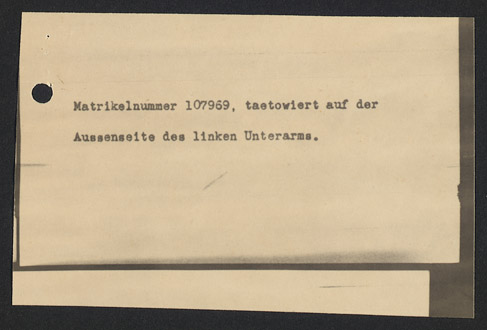 Matrikelnummer 107969, taetowiert auf der
Aussenseite des linken Unterarms.